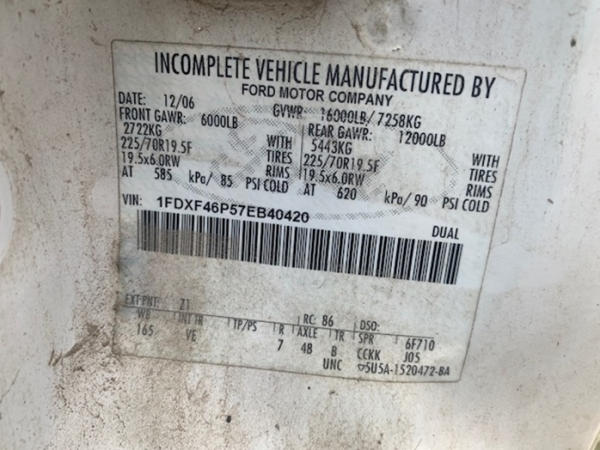 INCOMPLETE VEHICLE MANUFACTURED BY
FORD MOTOR COMPANY
DATE: 12/06 GVWR: 16000LB/ 7258KG
FRONT GAWR: 6000LB REAR GAWR: 12000LB
2722KG WITH 5443KG WITH
225/70R19.5F TIRES 225/70R19.5F TIRES
19.5x6.0RW RIMS 19.5x6.0RW RIMS
AT 585 kPa/ 85 PSI COLD AT 620 kPa/ 90 PSI COLD
VIN: 1FDXF46P57EB40420
DUAL
EXT PNT: Z1 RC: 86 DSO:
WB INT TR TP/PS R AXLE TR SPR 6F710
165 VE 7 48 B CCKK J05
UNC 5U5A-1520472-BA